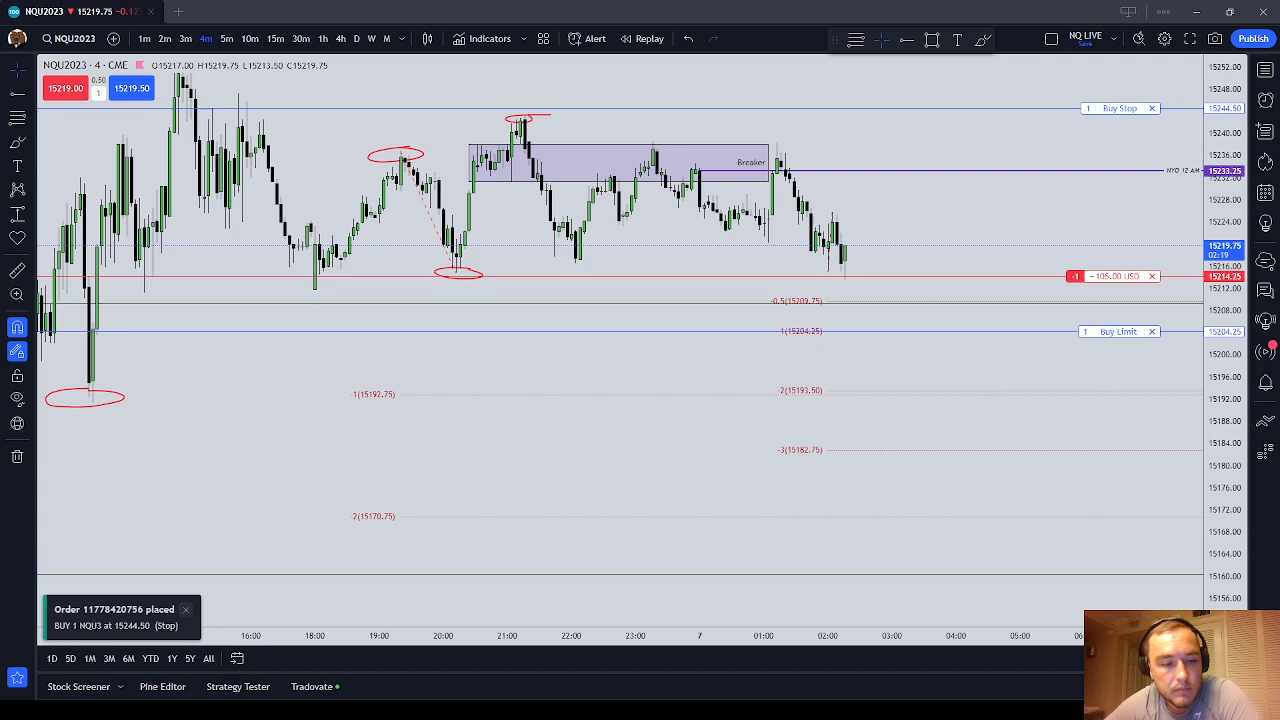 NQU2023 15219.75 −0.12
NQU2023 1m 2m 3m 4m 5m 10m 15m 30m 1h 4h D W M Indicators Alert Replay NQ LIVE Save Publish
NQU2023 · 4 · CME O15217.00 H15219.75 L15213.50 C15219.75
15219.00 0.50 1 15219.50
15252.00
15248.00
1 Buy Stop 15244.50
15240.00
15236.00
-Breaker
NYO 12 AM 15233.25
15232.00
15228.00
15224.00
15219.75
02:19
15216.00
-1 −105.00 USD 15214.25
15212.00
-0.5(15209.75)
15208.00
-1(15204.25) 1 Buy Limit 15204.25
15200.00
15196.00
-2(15193.50)
-1(15192.75)
15192.00
15188.00
15184.00
-3(15182.75)
15180.00
15176.00
15172.00
-2(15170.75)
15168.00
15164.00
15160.00
15156.00
Order 11778420756 placed
BUY 1 NQU3 at 15244.50 (Stop)
16:00 18:00 19:00 20:00 21:00 22:00 23:00 7 01:00 02:00 03:00 04:00 05:00
1D 5D 1M 3M 6M YTD 1Y 5Y All
Stock Screener Pine Editor Strategy Tester Tradovate